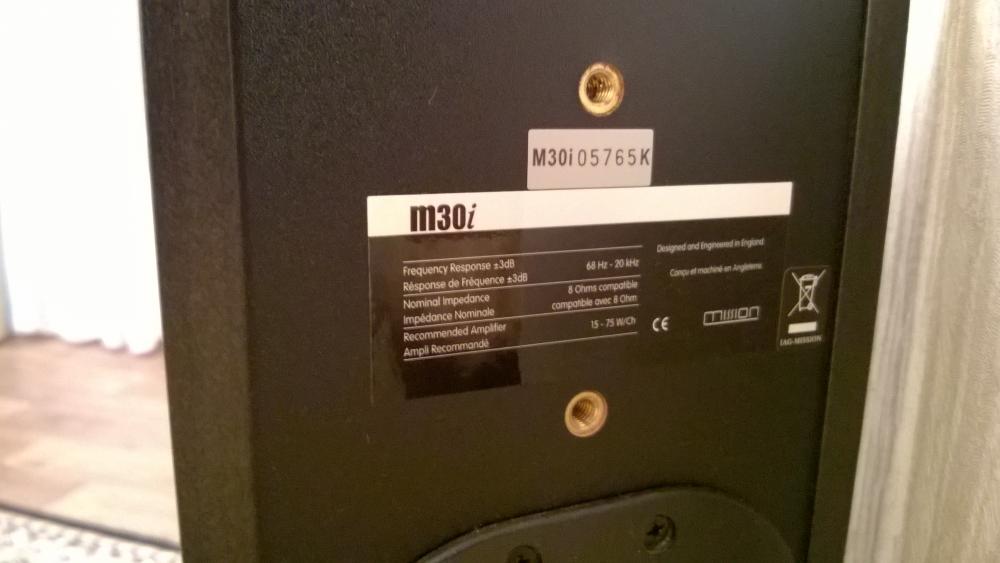 M30i05765K
m30i
Frequency Response ±3dB
Résponse de Fréquence ±3dB
68 Hz - 20 kHz
Nominal Impedance
Impédance Nominale
8 Ohms compatible
compatible avec 8 Ohm
Recommended Amplifier
Ampli Recommandé
15 - 75 W/Ch
Designed and Engineered in England
Conçu et machiné en Angleterre
CE
mission
IAG-MISSION